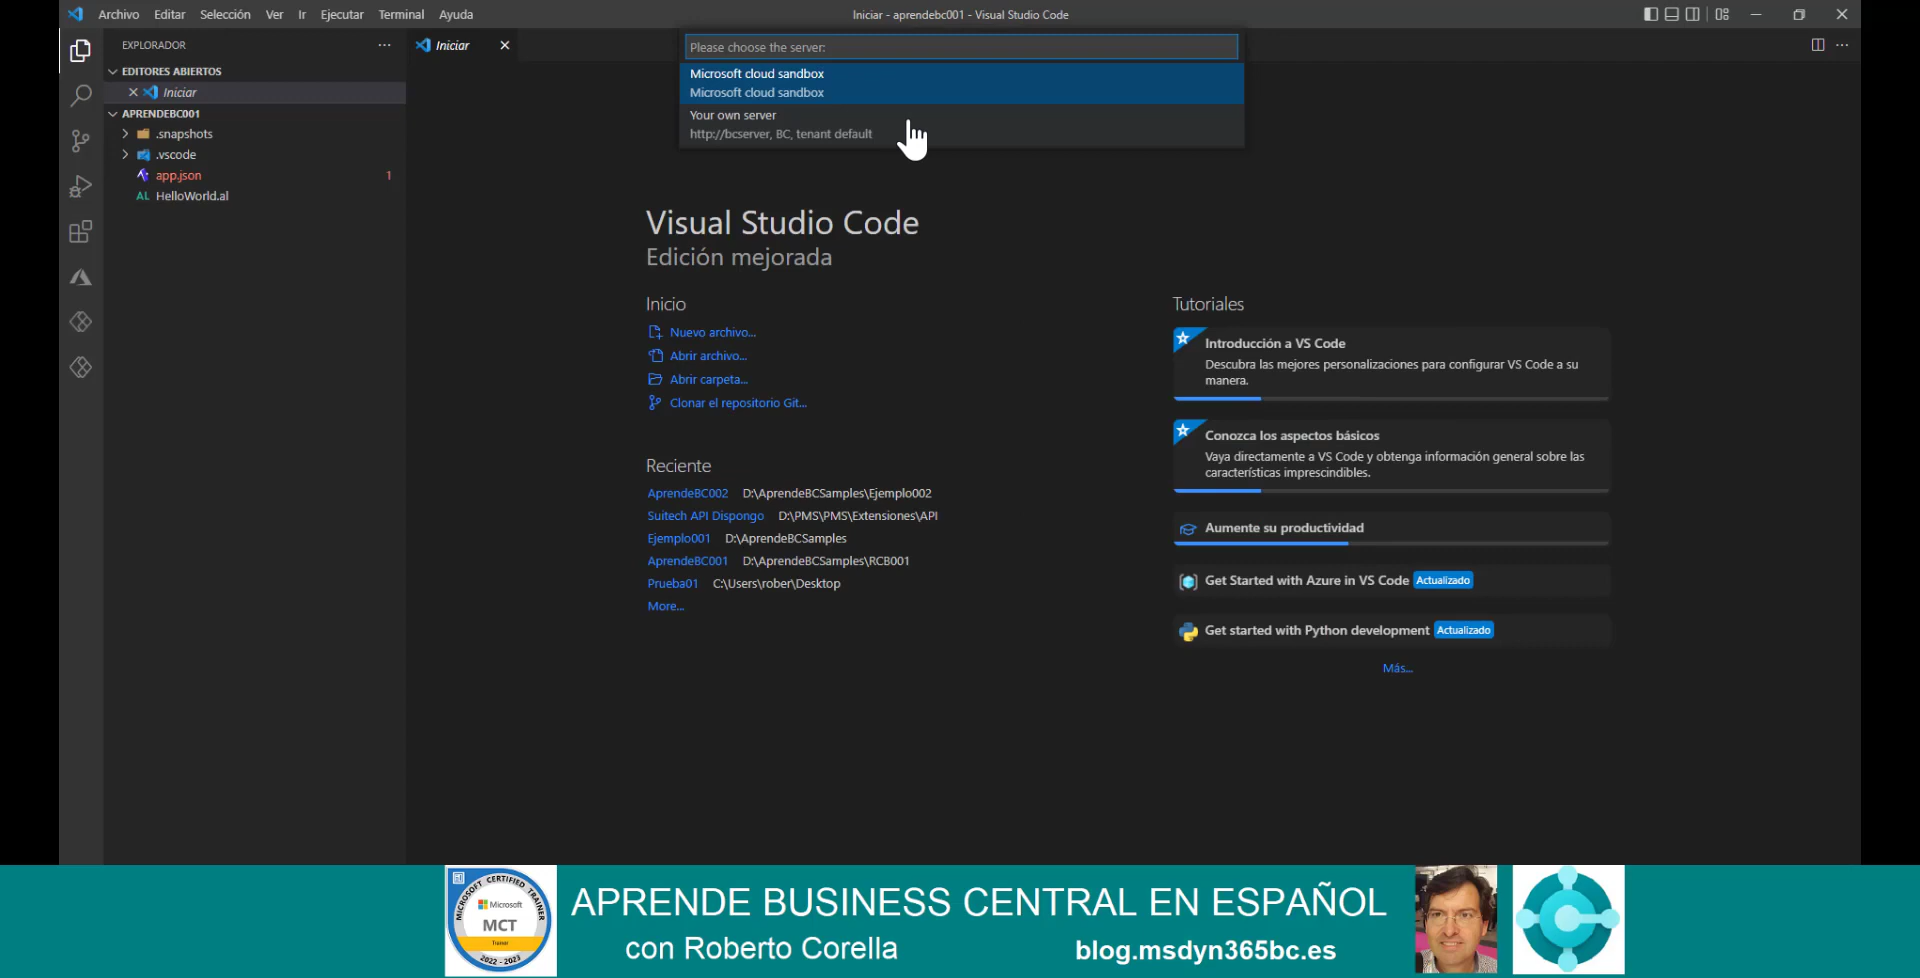 Archivo Editar Selección Ver Ir Ejecutar Terminal Ayuda
Iniciar - aprendebc001 - Visual Studio Code
EXPLORADOR
Iniciar
EDITORES ABIERTOS
Iniciar
APRENDEBC001
.snapshots
.vscode
app.json 1
AL HelloWorld.al
Please choose the server:
Microsoft cloud sandbox
Microsoft cloud sandbox
Your own server
http://bcserver, BC, tenant default
Visual Studio Code
Edición mejorada
Inicio
Nuevo archivo...
Abrir archivo...
Abrir carpeta...
Clonar el repositorio Git...
Reciente
AprendeBC002 D:\AprendeBCSamples\Ejemplo002
Suitech API Dispongo D:\PMS\PMS\Extensiones\API
Ejemplo001 D:\AprendeBCSamples
AprendeBC001 D:\AprendeBCSamples\RCB001
Prueba01 C:\Users\rober\Desktop
More...
Tutoriales
Introducción a VS Code
Descubra las mejores personalizaciones para configurar VS Code a su
manera.
Conozca los aspectos básicos
Vaya directamente a VS Code y obtenga información general sobre las
características imprescindibles.
Aumente su productividad
Get Started with Azure in VS Code Actualizado
Get started with Python development Actualizado
Más...
MICROSOFT CERTIFIED TRAINER
Microsoft
MCT
Trainer
2022 - 2023
APRENDE BUSINESS CENTRAL EN ESPAÑOL
con Roberto Corella
blog.msdyn365bc.es